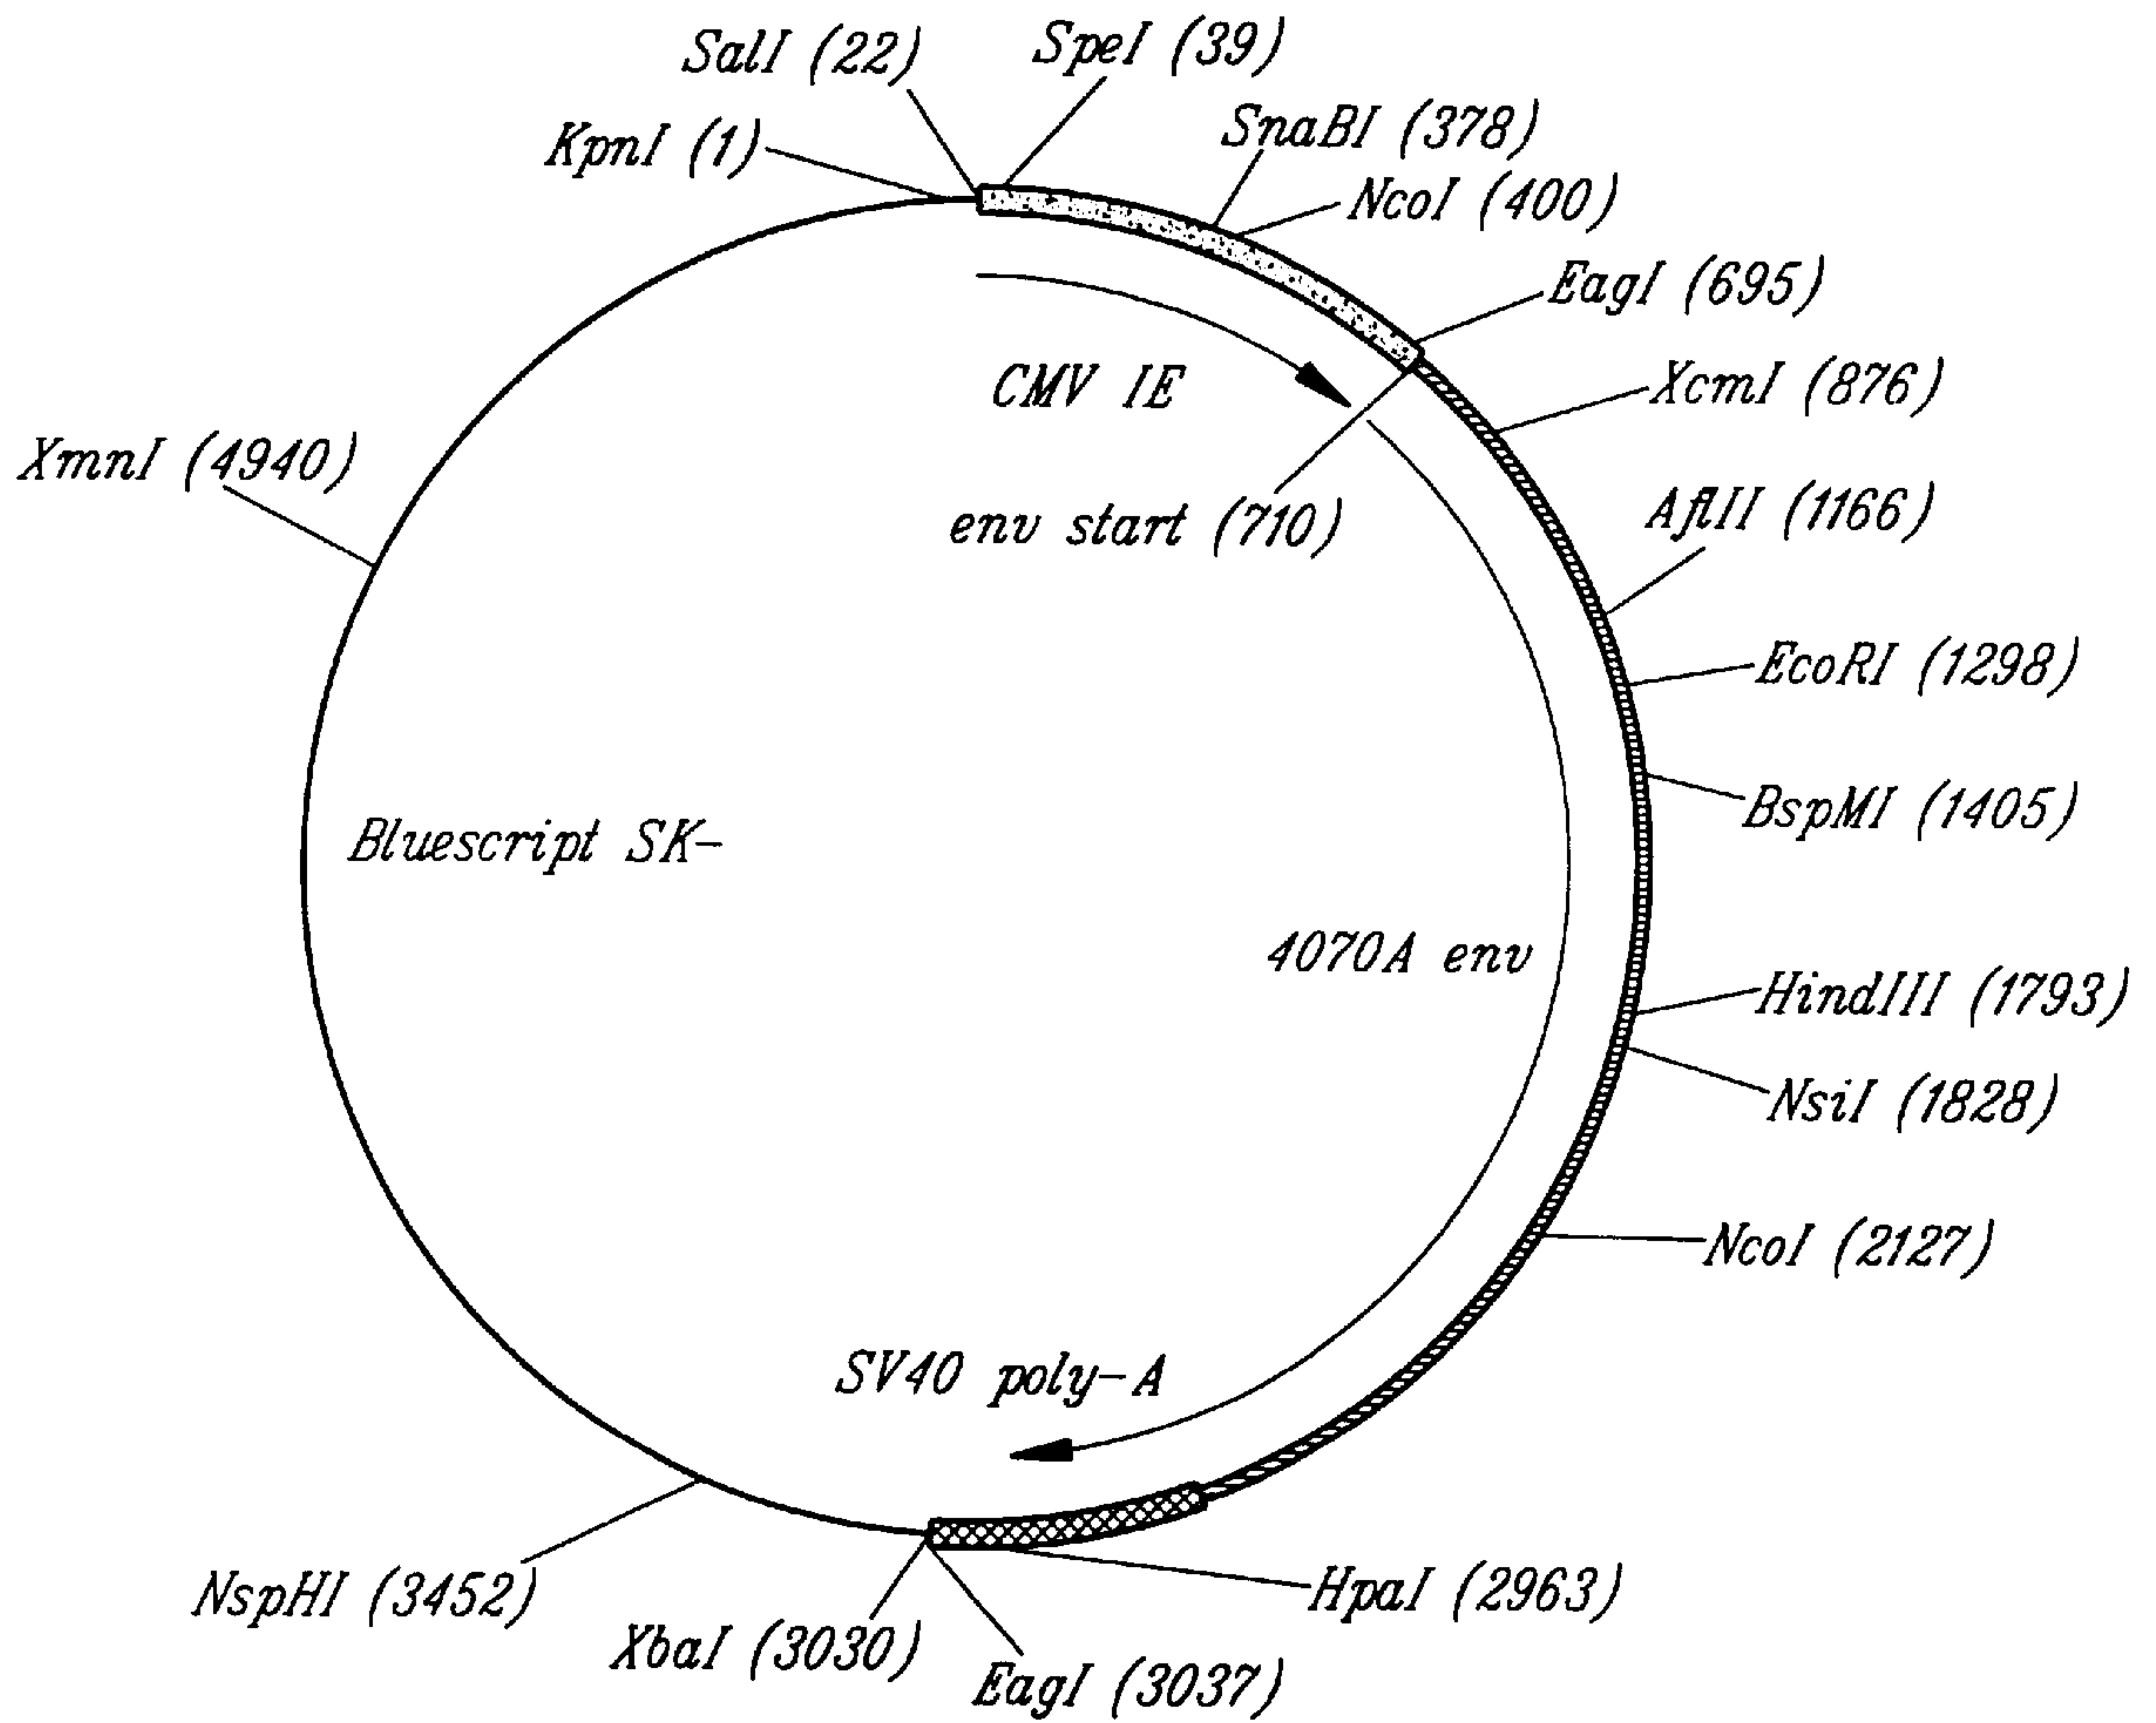 SalI (22)
SpeI (39)
KpnI (1)
SnaBI (378)
NcoI (400)
EagI (695)
XcmI (876)
CMV IE
XmnI (4940)
env start (710)
AflII (1166)
EcoRI (1298)
BspMI (1405)
Bluescript SK-
4070A env
HindIII (1793)
NsiI (1828)
NcoI (2127)
SV40 poly-A
HpaI (2963)
NspHI (3452)
XbaI (3030)
EagI (3037)